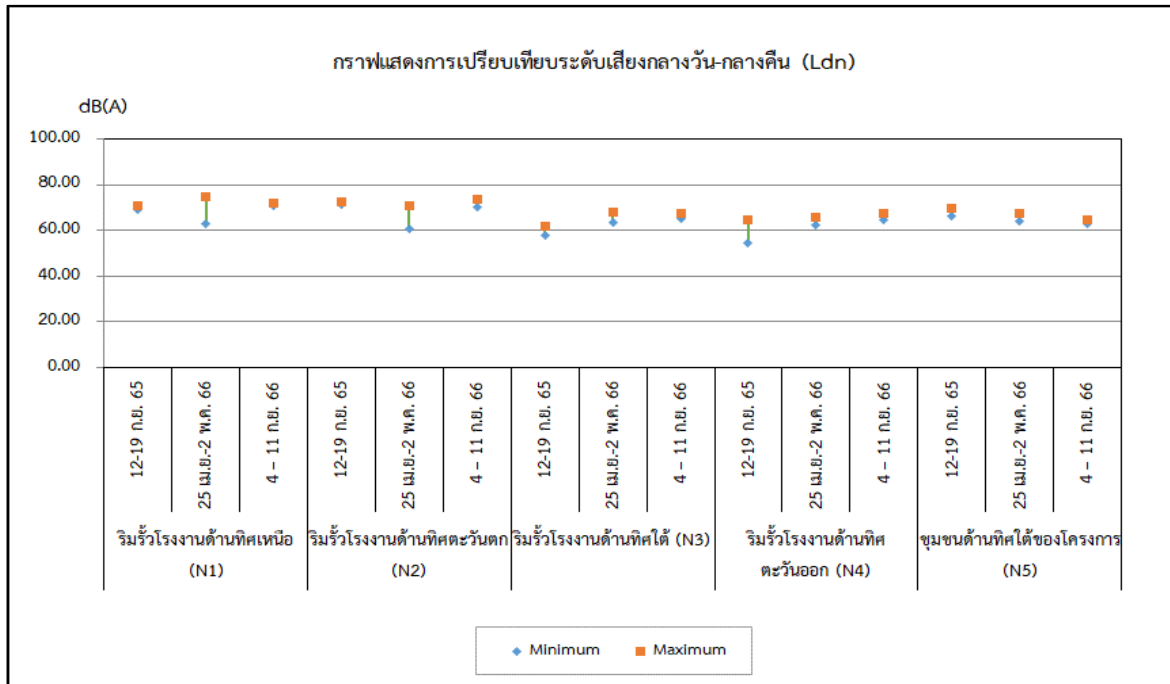 กราฟแสดงการเปรียบเทียบระดับเสียงกลางวัน-กลางคืน (Ldn)
dB(A)
100.00
80.00
60.00
40.00
20.00
0.00
12-19 ก.ย. 65
25 เม.ย.-2 พ.ค. 66
4 – 11 ก.ย. 66
12-19 ก.ย. 65
25 เม.ย.-2 พ.ค. 66
4 – 11 ก.ย. 66
12-19 ก.ย. 65
25 เม.ย.-2 พ.ค. 66
4 – 11 ก.ย. 66
12-19 ก.ย. 65
25 เม.ย.-2 พ.ค. 66
4 – 11 ก.ย. 66
12-19 ก.ย. 65
25 เม.ย.-2 พ.ค. 66
4 – 11 ก.ย. 66
ริมรั้วโรงงานด้านทิศเหนือ
(N1)
ริมรั้วโรงงานด้านทิศตะวันตก
(N2)
ริมรั้วโรงงานด้านทิศใต้ (N3)
ริมรั้วโรงงานด้านทิศ
ตะวันออก (N4)
ชุมชนด้านทิศใต้ของโครงการ
(N5)
Minimum
Maximum